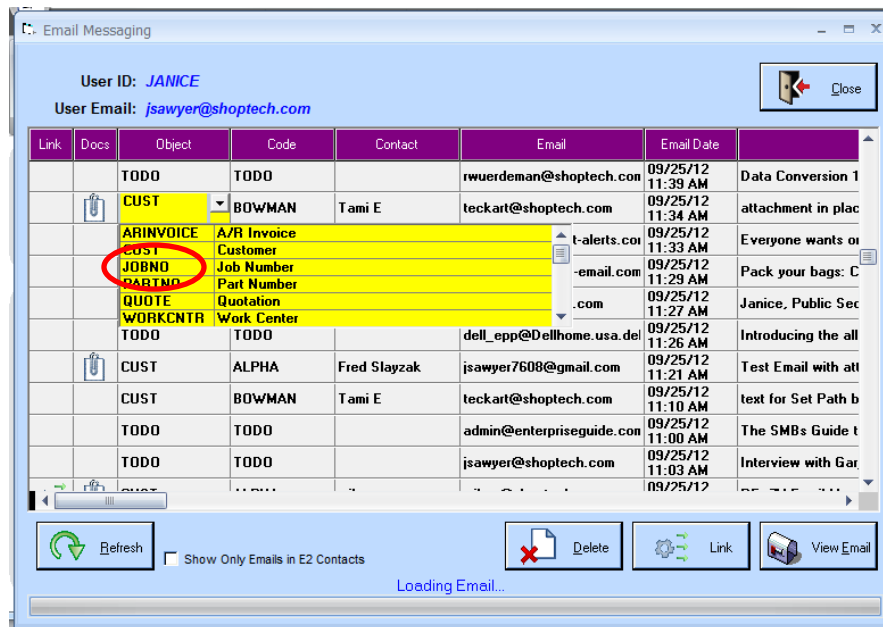 Email Messaging
User ID: JANICE
Close
User Email: jsawyer@shoptech.com
Link Docs Object Code Contact Email Email Date
TODO TODO rwuerdeman@shoptech.con 09/25/12 11:39 AM Data Conversion 1
CUST BOWMAN Tami E teckart@shoptech.com 09/25/12 11:34 AM attachment in plac
ARINVOICE A/R Invoice t-alerts.coi 09/25/12 11:33 AM Everyone wants or
CUST Customer
JOBNO Job Number -email.com 09/25/12 11:29 AM Pack your bags: C
PARTNO Part Number
QUOTE Quotation .com 09/25/12 11:27 AM Janice, Public Sec
WORKCNTR Work Center
TODO TODO dell_epp@Dellhome.usa.del 09/25/12 11:26 AM Introducing the all
CUST ALPHA Fred Slayzak jsawyer7608@gmail.com 09/25/12 11:21 AM Test Email with att
CUST BOWMAN Tami E teckart@shoptech.com 09/25/12 11:10 AM text for Set Path b
TODO TODO admin@enterpriseguide.con 09/25/12 11:00 AM The SMBs Guide t
TODO TODO jsawyer@shoptech.com 09/25/12 11:03 AM Interview with Gar
09/25/12
Refresh Show Only Emails in E2 Contacts Delete Link View Email
Loading Email...